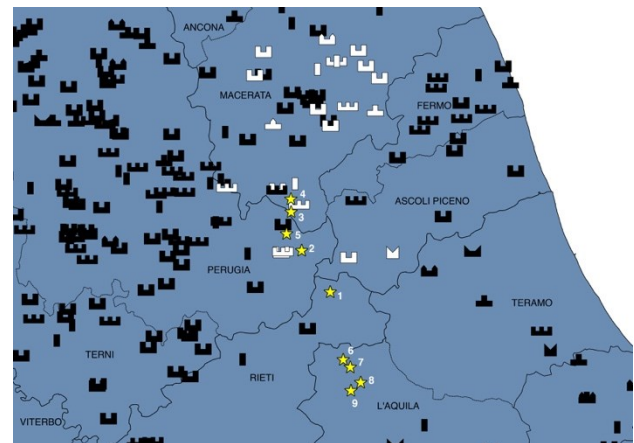 ANCONA
MACERATA
FERMO
4
ASCOLI PICENO
3
5
2
PERUGIA
1
TERAMO
6
TERNI
RIETI
7
8
9
L'AQUILA
VITERBO